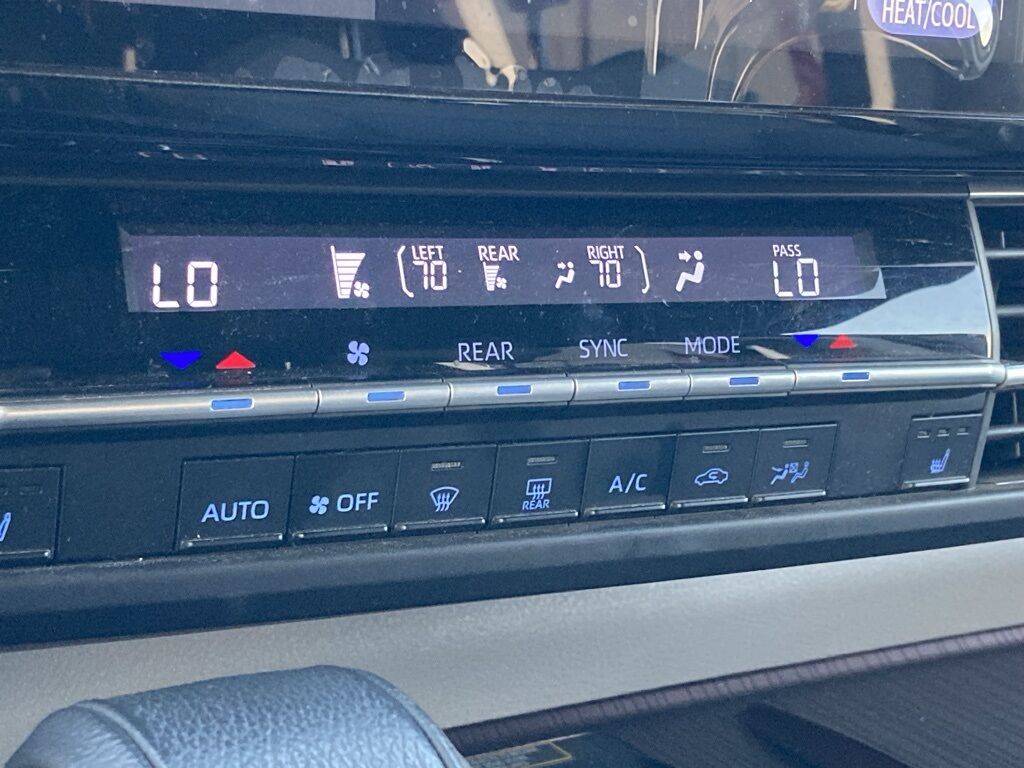 HEAT/COOL
LO LEFT 70 REAR RIGHT 70 PASS LO
REAR SYNC MODE
AUTO OFF REAR A/C